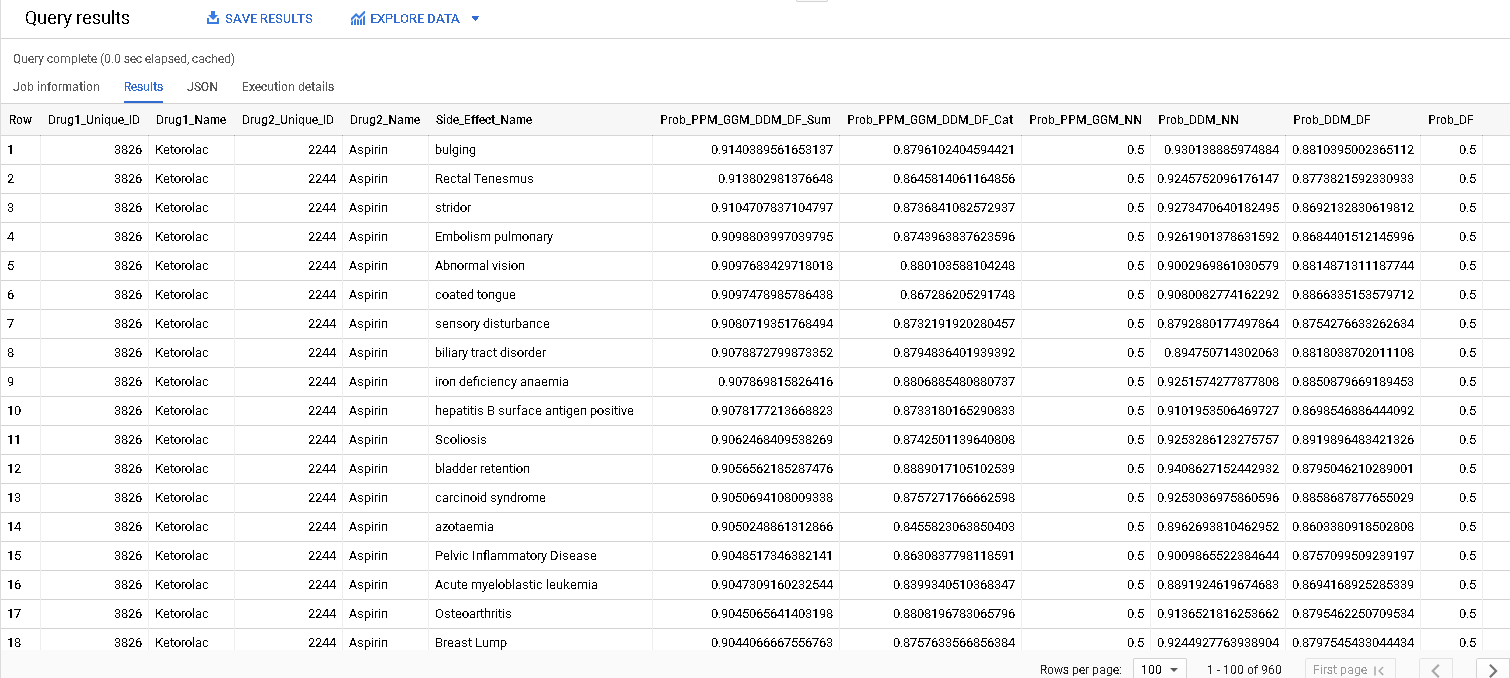 Query results SAVE RESULTS EXPLORE DATA
Query complete (0.0 sec elapsed, cached)
Job information Results JSON Execution details
Row Drug1_Unique_ID Drug1_Name Drug2_Unique_ID Drug2_Name Side_Effect_Name Prob_PPM_GGM_DDM_DF_Sum Prob_PPM_GGM_DDM_DF_Cat Prob_PPM_GGM_NN Prob_DDM_NN Prob_DDM_DF Prob_DF
1 3826 Ketorolac 2244 Aspirin bulging 0.9140389561653137 0.8796102404594421 0.5 0.930138885974884 0.8810395002365112 0.5
2 3826 Ketorolac 2244 Aspirin Rectal Tenesmus 0.913802981376648 0.8645814061164856 0.5 0.9245752096176147 0.8773821592330933 0.5
3 3826 Ketorolac 2244 Aspirin stridor 0.9104707837104797 0.8736841082572937 0.5 0.9273470640182495 0.8692132830619812 0.5
4 3826 Ketorolac 2244 Aspirin Embolism pulmonary 0.9098803997039795 0.8743963837623596 0.5 0.9261901378631592 0.8684401512145996 0.5
5 3826 Ketorolac 2244 Aspirin Abnormal vision 0.9097683429718018 0.880103588104248 0.5 0.9002969861030579 0.8814871311187744 0.5
6 3826 Ketorolac 2244 Aspirin coated tongue 0.9097478985786438 0.867286205291748 0.5 0.9080082774162292 0.8866335153579712 0.5
7 3826 Ketorolac 2244 Aspirin sensory disturbance 0.9080719351768494 0.8732191920280457 0.5 0.8792880177497864 0.8754276633262634 0.5
8 3826 Ketorolac 2244 Aspirin biliary tract disorder 0.9078872799873352 0.8794836401939392 0.5 0.894750714302063 0.8818038702011108 0.5
9 3826 Ketorolac 2244 Aspirin iron deficiency anaemia 0.907869815826416 0.8806885480880737 0.5 0.9251574277877808 0.8850879669189453 0.5
10 3826 Ketorolac 2244 Aspirin hepatitis B surface antigen positive 0.9078177213668823 0.8733180165290833 0.5 0.9101953506469727 0.8698546886444092 0.5
11 3826 Ketorolac 2244 Aspirin Scoliosis 0.9062468409538269 0.8742501139640808 0.5 0.9253286123275757 0.8919896483421326 0.5
12 3826 Ketorolac 2244 Aspirin bladder retention 0.9056562185287476 0.8889017105102539 0.5 0.9408627152442932 0.8795046210289001 0.5
13 3826 Ketorolac 2244 Aspirin carcinoid syndrome 0.9050694108009338 0.8757271766662598 0.5 0.9253036975860596 0.8858687877655029 0.5
14 3826 Ketorolac 2244 Aspirin azotaemia 0.9050248861312866 0.8455823063850403 0.5 0.8962693810462952 0.8603380918502808 0.5
15 3826 Ketorolac 2244 Aspirin Pelvic Inflammatory Disease 0.9048517346382141 0.8630837798118591 0.5 0.9009865522384644 0.8757099509239197 0.5
16 3826 Ketorolac 2244 Aspirin Acute myeloblastic leukemia 0.9047309160232544 0.8399340510368347 0.5 0.8891924619674683 0.8694168925285339 0.5
17 3826 Ketorolac 2244 Aspirin Osteoarthritis 0.9045065641403198 0.8808196783065796 0.5 0.9136521816253662 0.8795462250709534 0.5
18 3826 Ketorolac 2244 Aspirin Breast Lump 0.9044066667556763 0.8757633566856384 0.5 0.9244927763938904 0.8797545433044434 0.5
Rows per page: 100 1 - 100 of 960 First page